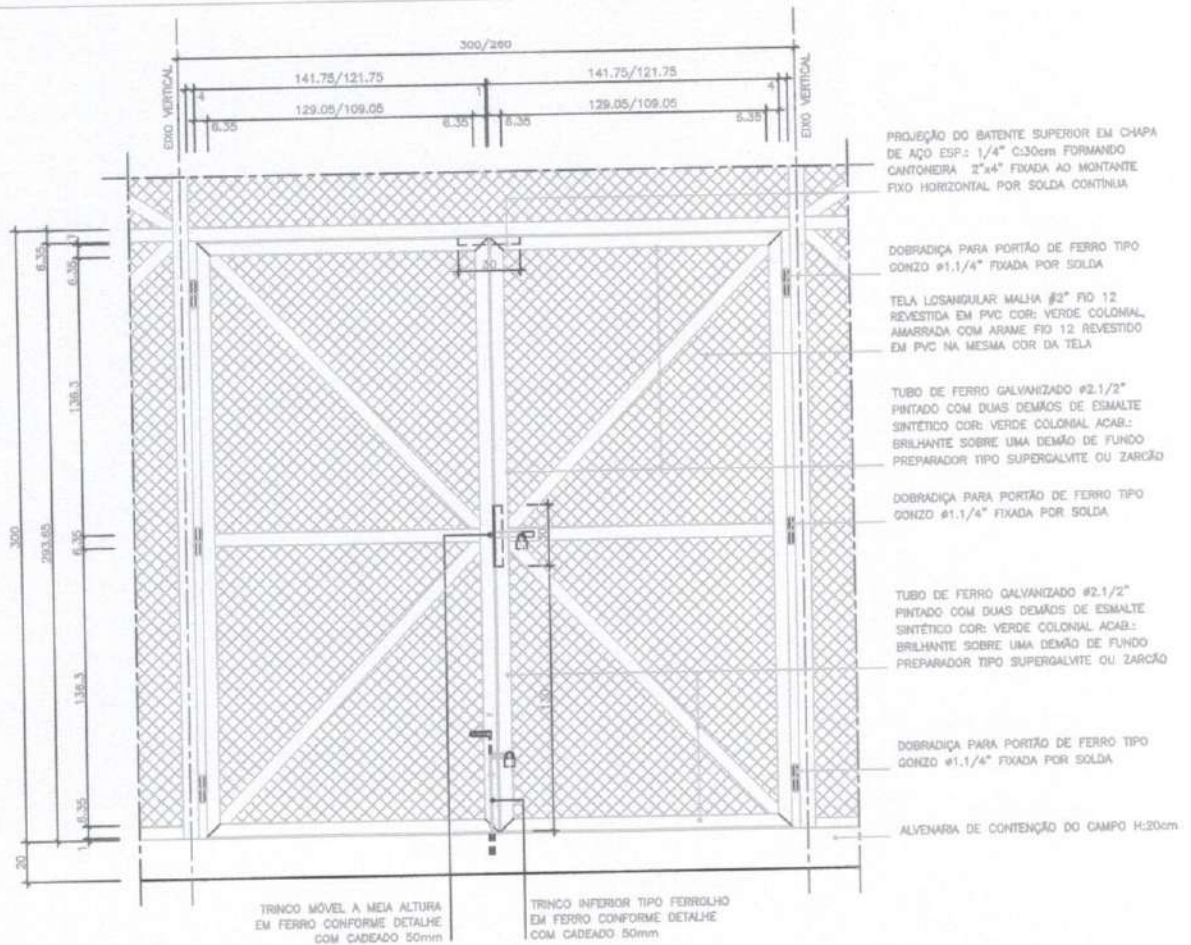 300/260
141.75/121.75
141.75/121.75
4
1
4
129.05/109.05
129.05/109.05
6.35
6.35
6.35
6.35
EIXO VERTICAL
EIXO VERTICAL
PROJEÇÃO DO BATENTE SUPERIOR EM CHAPA
DE AÇO ESP.: 1/4" C:30cm FORMANDO
CANTONEIRA 2"x4" FIXADA AO MONTANTE
FIXO HORIZONTAL POR SOLDA CONTÍNUA
DOBRADIÇA PARA PORTÃO DE FERRO TIPO
GONZO ø1.1/4" FIXADA POR SOLDA
TELA LOSANGULAR MALHA #2" FIO 12
REVESTIDA EM PVC COR: VERDE COLONIAL,
AMARRADA COM ARAME FIO 12 REVESTIDO
EM PVC NA MESMA COR DA TELA
TUBO DE FERRO GALVANIZADO ø2.1/2"
PINTADO COM DUAS DEMÃOS DE ESMALTE
SINTÉTICO COR: VERDE COLONIAL ACAB.:
BRILHANTE SOBRE UMA DEMÃO DE FUNDO
PREPARADOR TIPO SUPERGALVITE OU ZARCÃO
DOBRADIÇA PARA PORTÃO DE FERRO TIPO
GONZO ø1.1/4" FIXADA POR SOLDA
TUBO DE FERRO GALVANIZADO ø2.1/2"
PINTADO COM DUAS DEMÃOS DE ESMALTE
SINTÉTICO COR: VERDE COLONIAL ACAB.:
BRILHANTE SOBRE UMA DEMÃO DE FUNDO
PREPARADOR TIPO SUPERGALVITE OU ZARCÃO
DOBRADIÇA PARA PORTÃO DE FERRO TIPO
GONZO ø1.1/4" FIXADA POR SOLDA
ALVENARIA DE CONTENÇÃO DO CAMPO H:20cm
300
293.65
6.35
6.35
138.3
6.35
138.3
6.35
1
20
30
30
130
TRINCO MÓVEL A MEIA ALTURA
EM FERRO CONFORME DETALHE
COM CADEADO 50mm
TRINCO INFERIOR TIPO FERROLHO
EM FERRO CONFORME DETALHE
COM CADEADO 50mm